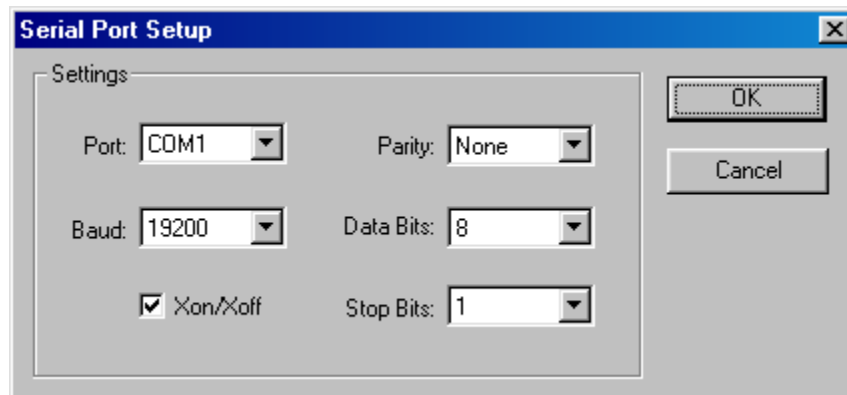 Serial Port Setup
Settings
Port: COM1
Parity: None
OK
Cancel
Baud: 19200
Data Bits: 8
Xon/Xoff
Stop Bits: 1